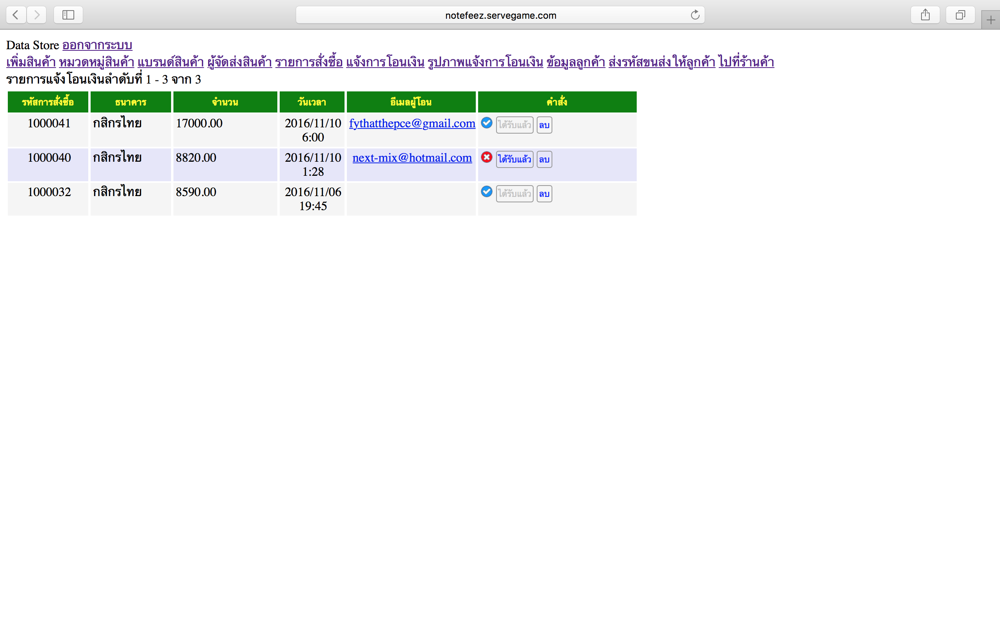 notefeez.servegame.com
Data Store ออกจากระบบ
เพิ่มสินค้า หมวดหมู่สินค้า แบรนด์สินค้า ผู้จัดส่งสินค้า รายการสั่งซื้อ แจ้งการโอนเงิน รูปภาพแจ้งการโอนเงิน ข้อมูลลูกค้า ส่งรหัสขนส่งให้ลูกค้า ไปที่ร้านค้า
รายการแจ้งโอนเงินลำดับที่ 1 - 3 จาก 3
รหัสการสั่งซื้อ ธนาคาร จำนวน วันเวลา อีเมลผู้โอน คำสั่ง
1000041 กสิกรไทย 17000.00 2016/11/10 fythatthepce@gmail.com ได้รับแล้ว ลบ
6:00
1000040 กสิกรไทย 8820.00 2016/11/10 next-mix@hotmail.com ได้รับแล้ว ลบ
1:28
1000032 กสิกรไทย 8590.00 2016/11/06 ได้รับแล้ว ลบ
19:45